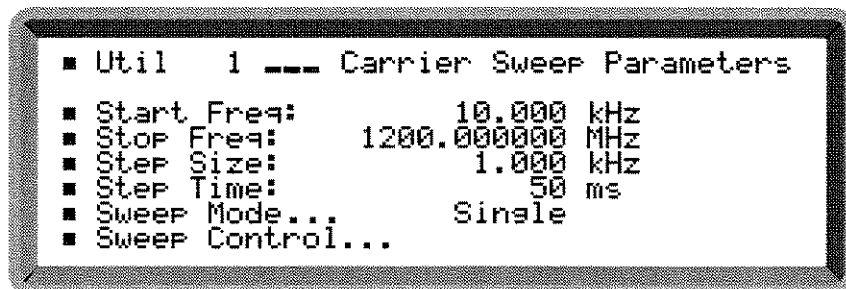 ▪ Util 1 ___ Carrier Sweep Parameters
▪ Start Freq: 10.000 kHz
▪ Stop Freq: 1200.000000 MHz
▪ Step Size: 1.000 kHz
▪ Step Time: 50 ms
▪ Sweep Mode... Single
▪ Sweep Control...